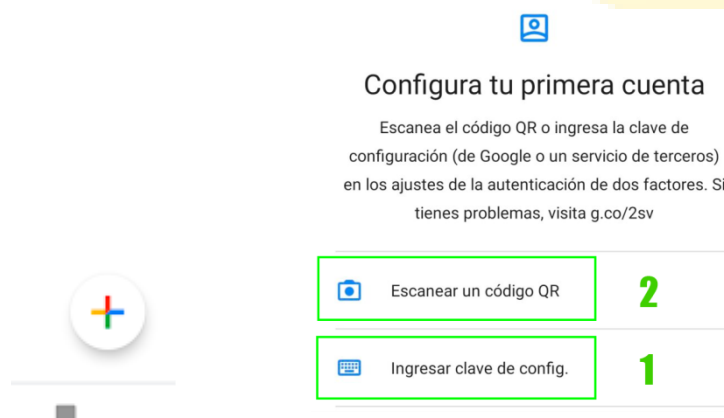 Configura tu primera cuenta
Escanea el código QR o ingresa la clave de
configuración (de Google o un servicio de terceros)
en los ajustes de la autenticación de dos factores. Si
tienes problemas, visita g.co/2sv
Escanear un código QR 2
Ingresar clave de config. 1